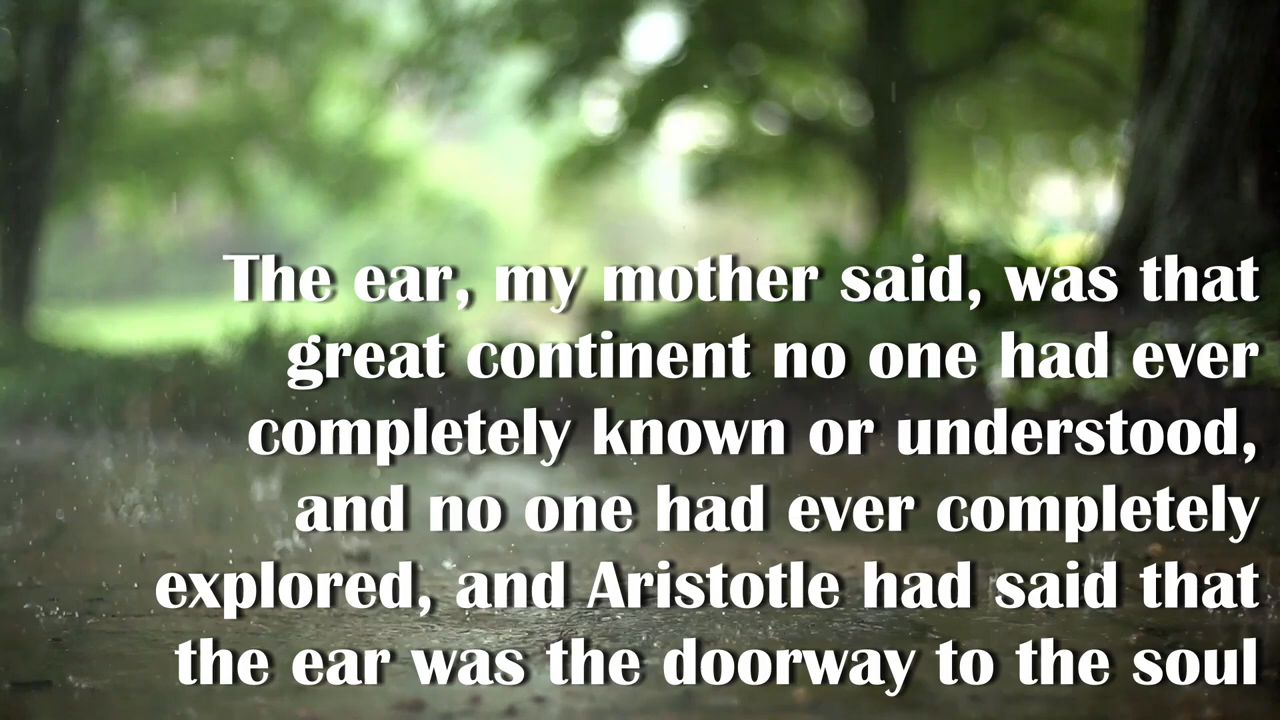 The ear, my mother said, was that
great continent no one had ever
completely known or understood,
and no one had ever completely
explored, and Aristotle had said that
the ear was the doorway to the soul